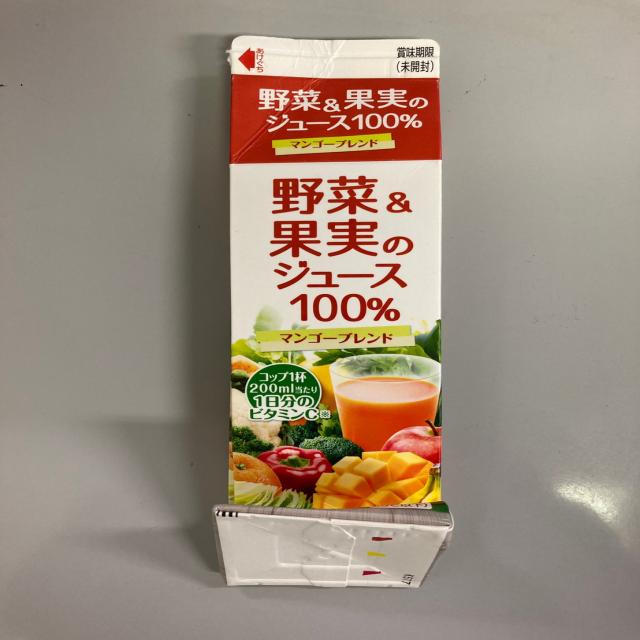 あけぐち
賞味期限
(未開封)
野菜&果実の
ジュース100%
マンゴーブレンド
野菜&
果実の
ジュース
100%
マンゴーブレンド
コップ1杯
200ml当たり
1日分の
ビタミンC※